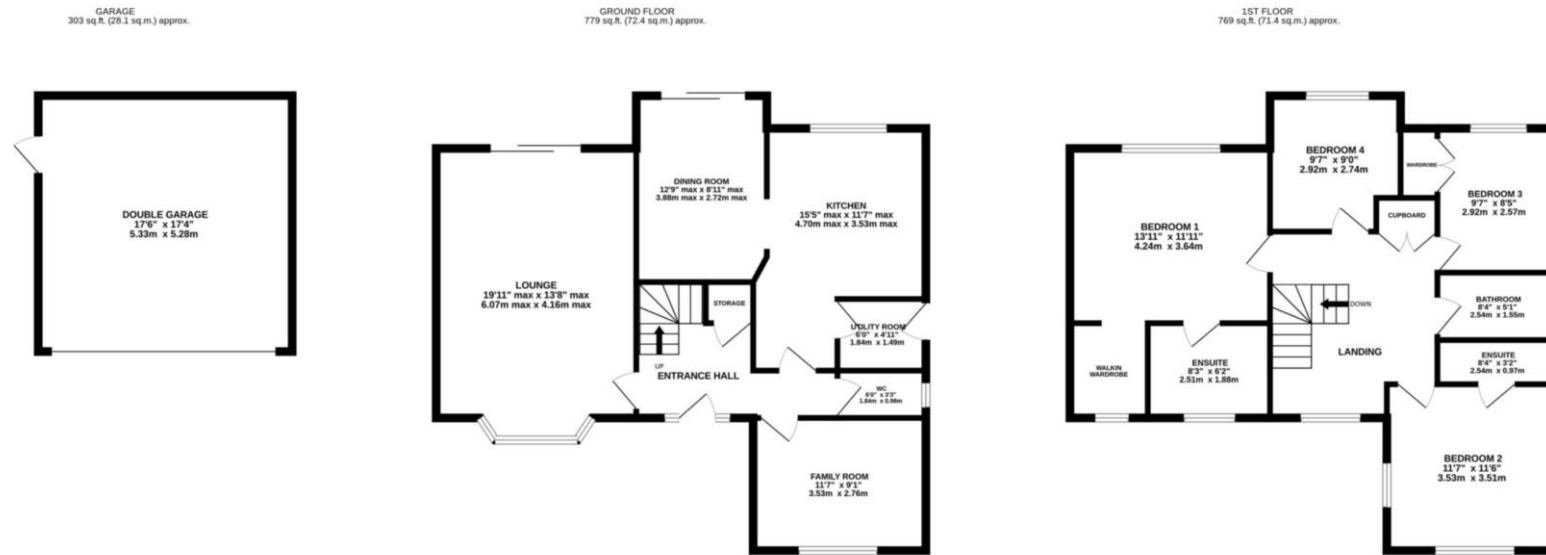 GARAGE
303 sq.ft. (28.1 sq.m.) approx.
DOUBLE GARAGE
17'6" x 17'4"
5.33m x 5.28m
GROUND FLOOR
779 sq.ft. (72.4 sq.m.) approx.
DINING ROOM
12'9" max x 8'11" max
3.88m max x 2.72m max
KITCHEN
15'5" max x 11'7" max
4.70m max x 3.53m max
LOUNGE
19'11" max x 13'8" max
6.07m max x 4.16m max
STORAGE
UTILITY ROOM
6'0" x 4'11"
1.84m x 1.49m
UP
ENTRANCE HALL
WC
6'0" x 3'3"
1.84m x 0.98m
FAMILY ROOM
11'7" x 9'1"
3.53m x 2.76m
1ST FLOOR
769 sq.ft. (71.4 sq.m.) approx.
BEDROOM 4
9'7" x 9'0"
2.92m x 2.74m
WARDROBE
BEDROOM 3
9'7" x 8'5"
2.92m x 2.57m
CUPBOARD
BEDROOM 1
13'11" x 11'11"
4.24m x 3.64m
BATHROOM
8'4" x 5'1"
2.54m x 1.55m
DOWN
LANDING
ENSUITE
8'4" x 3'2"
2.54m x 0.97m
WALKIN
WARDROBE
ENSUITE
8'3" x 6'2"
2.51m x 1.88m
BEDROOM 2
11'7" x 11'6"
3.53m x 3.51m